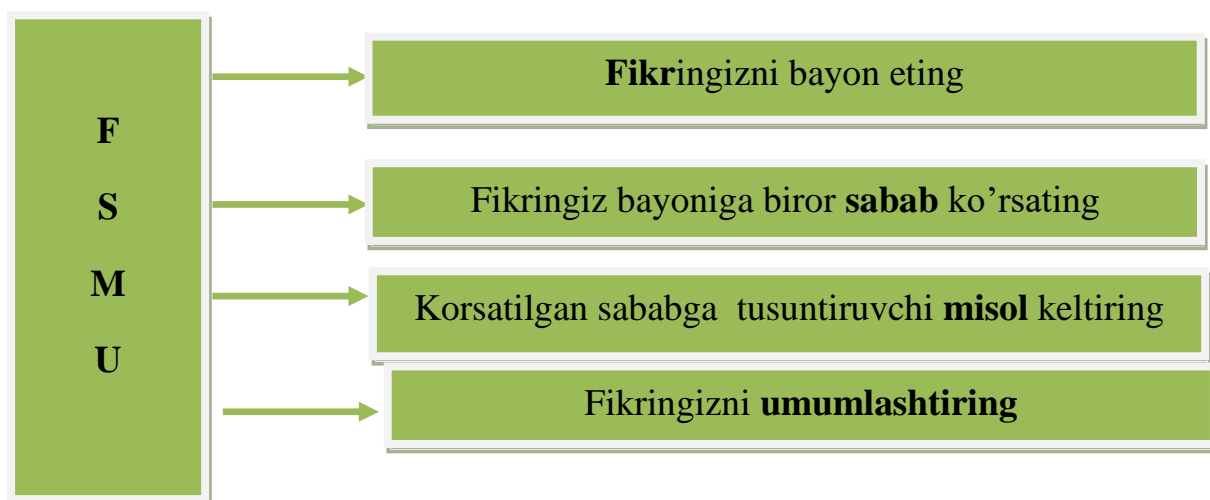 F
S
M
U
Fikringizni bayon eting
Fikringiz bayoniga biror sabab ko’rsating
Korsatilgan sababga tusuntiruvchi misol keltiring
Fikringizni umumlashtiring